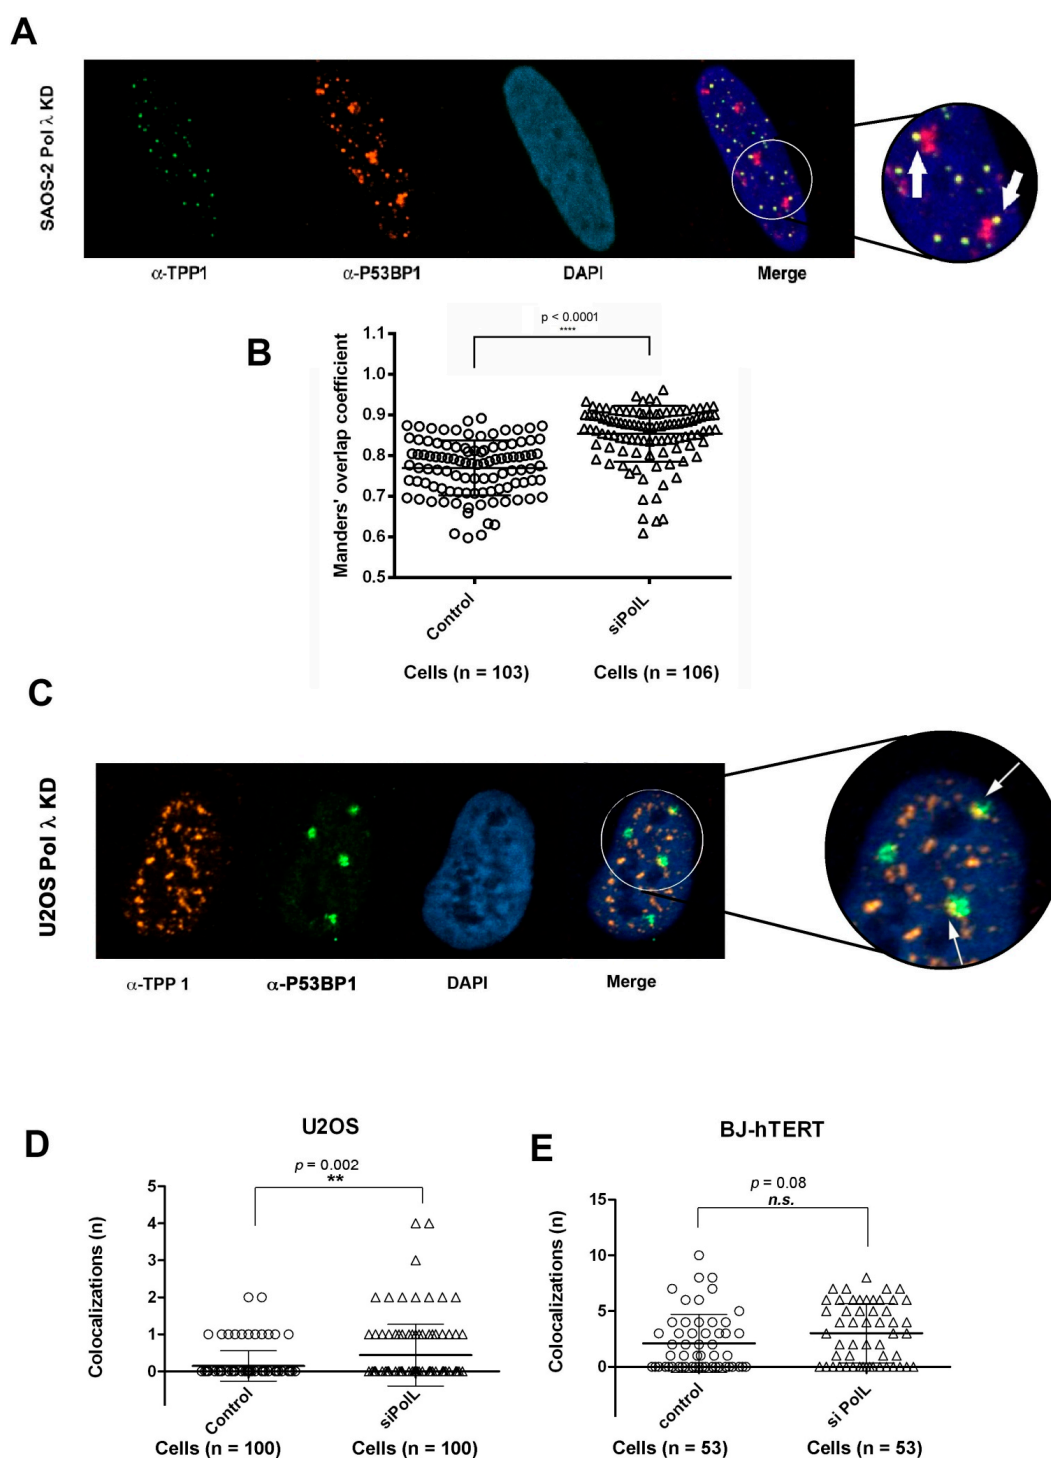 A
SAOS-2 Pol λ KD
α-TPP1
α-P53BP1
DAPI
Merge
B
p < 0.0001
****
Manders' overlap coefficient
1.1
1.0
0.9
0.8
0.7
0.6
0.5
Control
siPolL
Cells (n = 103)
Cells (n = 106)
C
U2OS Pol λ KD
α-TPP 1
α-P53BP1
DAPI
Merge
D
U2OS
p = 0.002
**
Colocalizations (n)
5
4
3
2
1
0
Control
siPolL
Cells (n = 100)
Cells (n = 100)
E
BJ-hTERT
p = 0.08
n.s.
Colocalizations (n)
15
10
5
0
control
si PolL
Cells (n = 53)
Cells (n = 53)